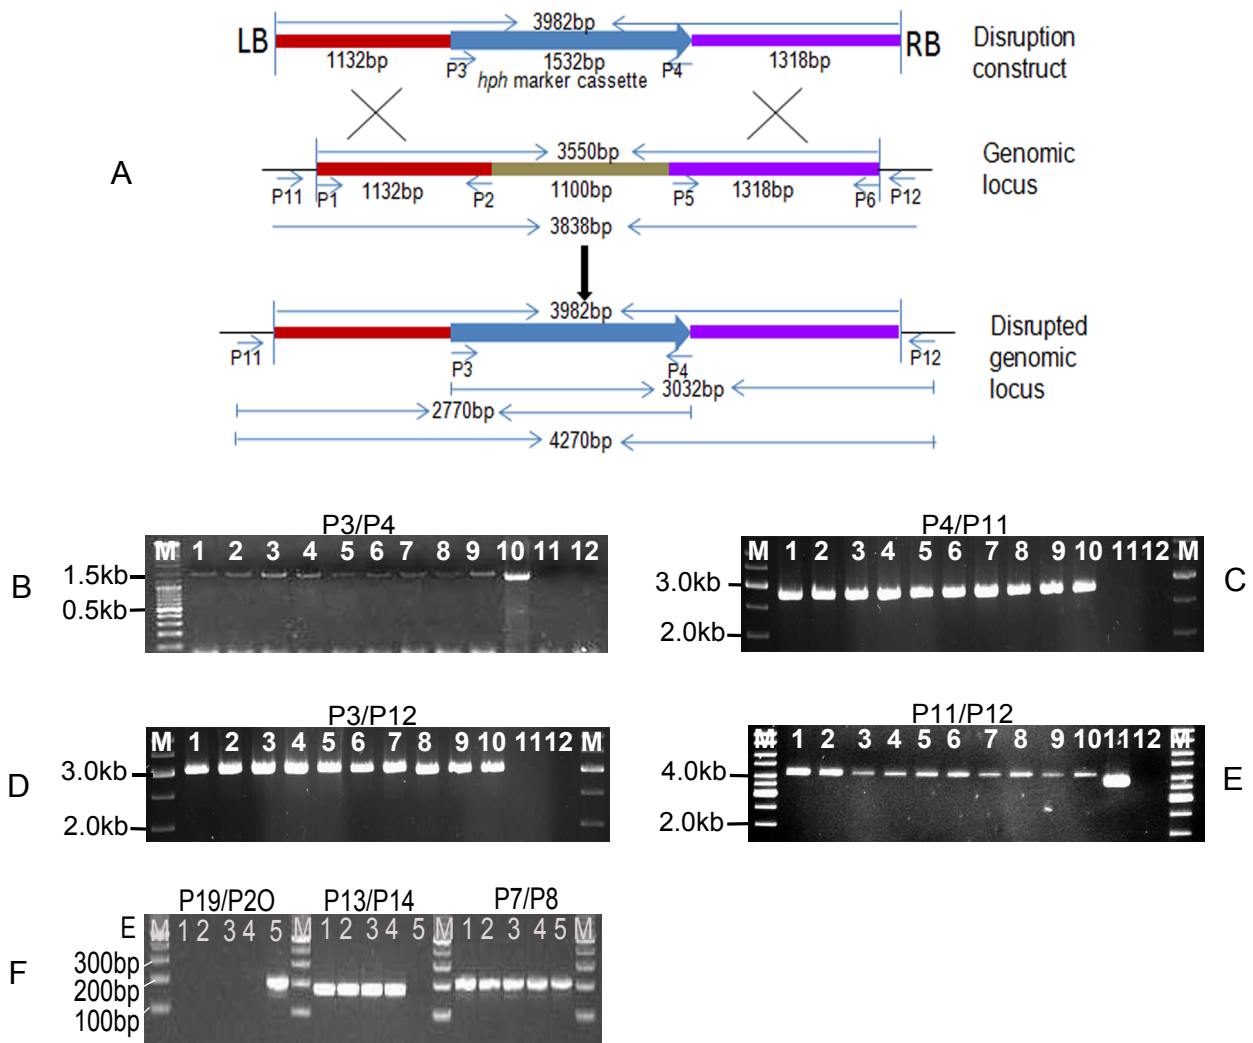 3982bp
LB
RB
Disruption
construct
1132bp
P3
1532bp
P4
1318bp
hph marker cassette
A
3550bp
Genomic
locus
P11
P1
1132bp
P2
1100bp
P5
1318bp
P6
P12
3838bp
3982bp
Disrupted
genomic
locus
P11
P3
P4
P12
3032bp
2770bp
4270bp
P3/P4
M 1 2 3 4 5 6 7 8 9 10 11 12
B
1.5kb
0.5kb
P4/P11
M 1 2 3 4 5 6 7 8 9 10 11 12 M
C
3.0kb
2.0kb
P3/P12
M 1 2 3 4 5 6 7 8 9 10 11 12 M
D
3.0kb
2.0kb
P11/P12
M 1 2 3 4 5 6 7 8 9 10 11 12 M
E
4.0kb
2.0kb
P19/P2O P13/P14 P7/P8
E M 1 2 3 4 5 M 1 2 3 4 5 M 1 2 3 4 5 M
F
300bp
200bp
100bp